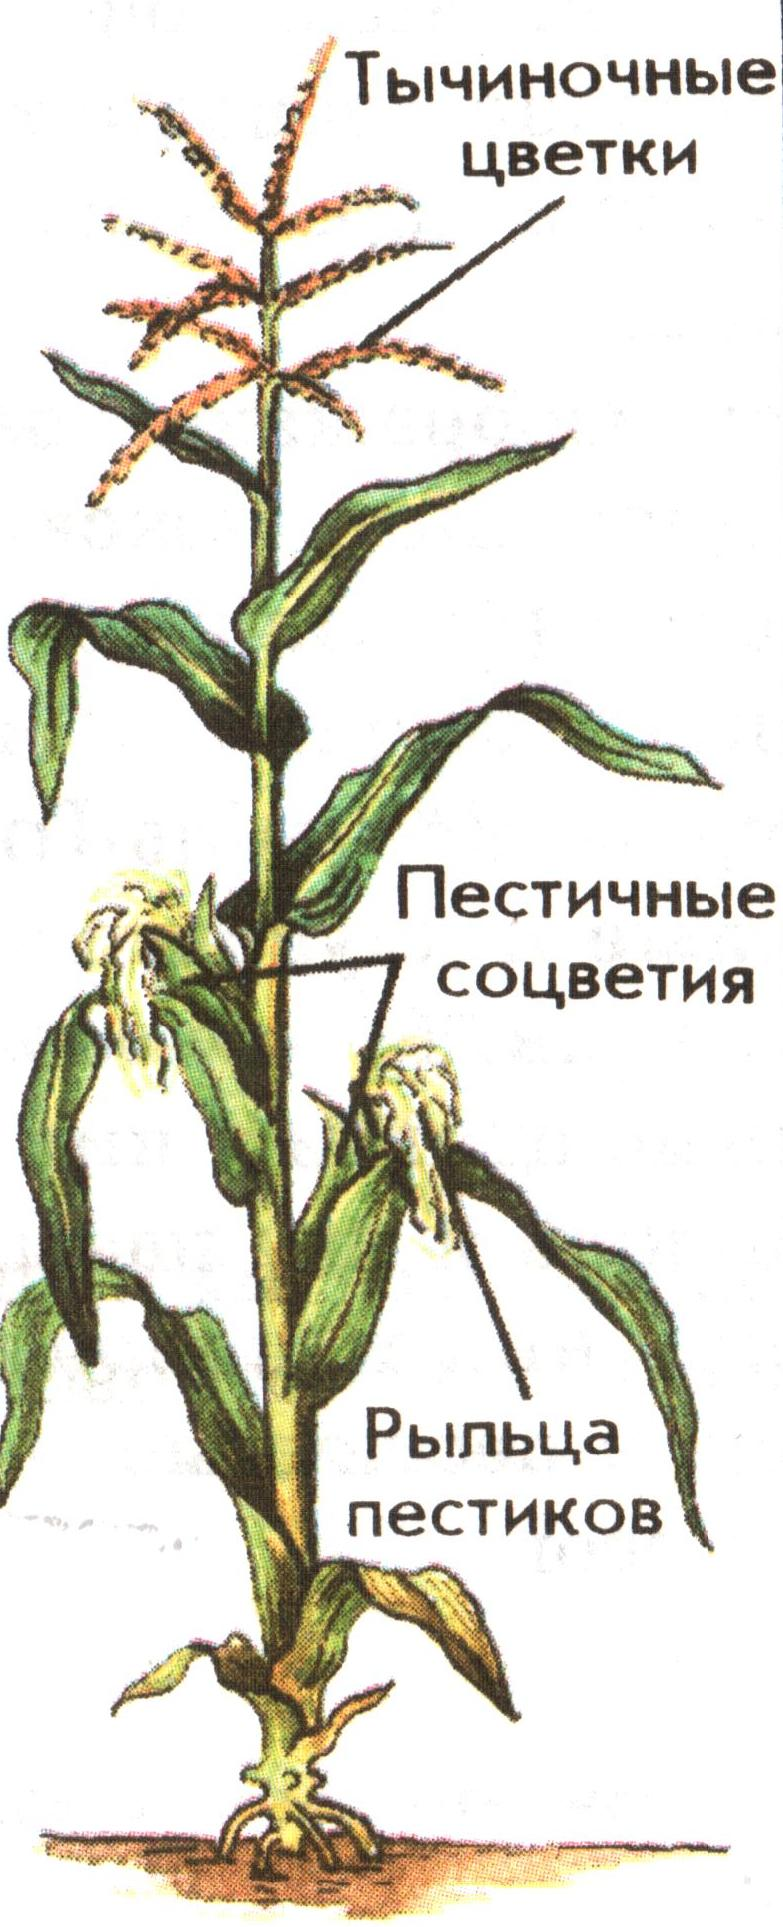 Тычиночные
цветки
Пестичные
соцветия
Рыльца
пестиков